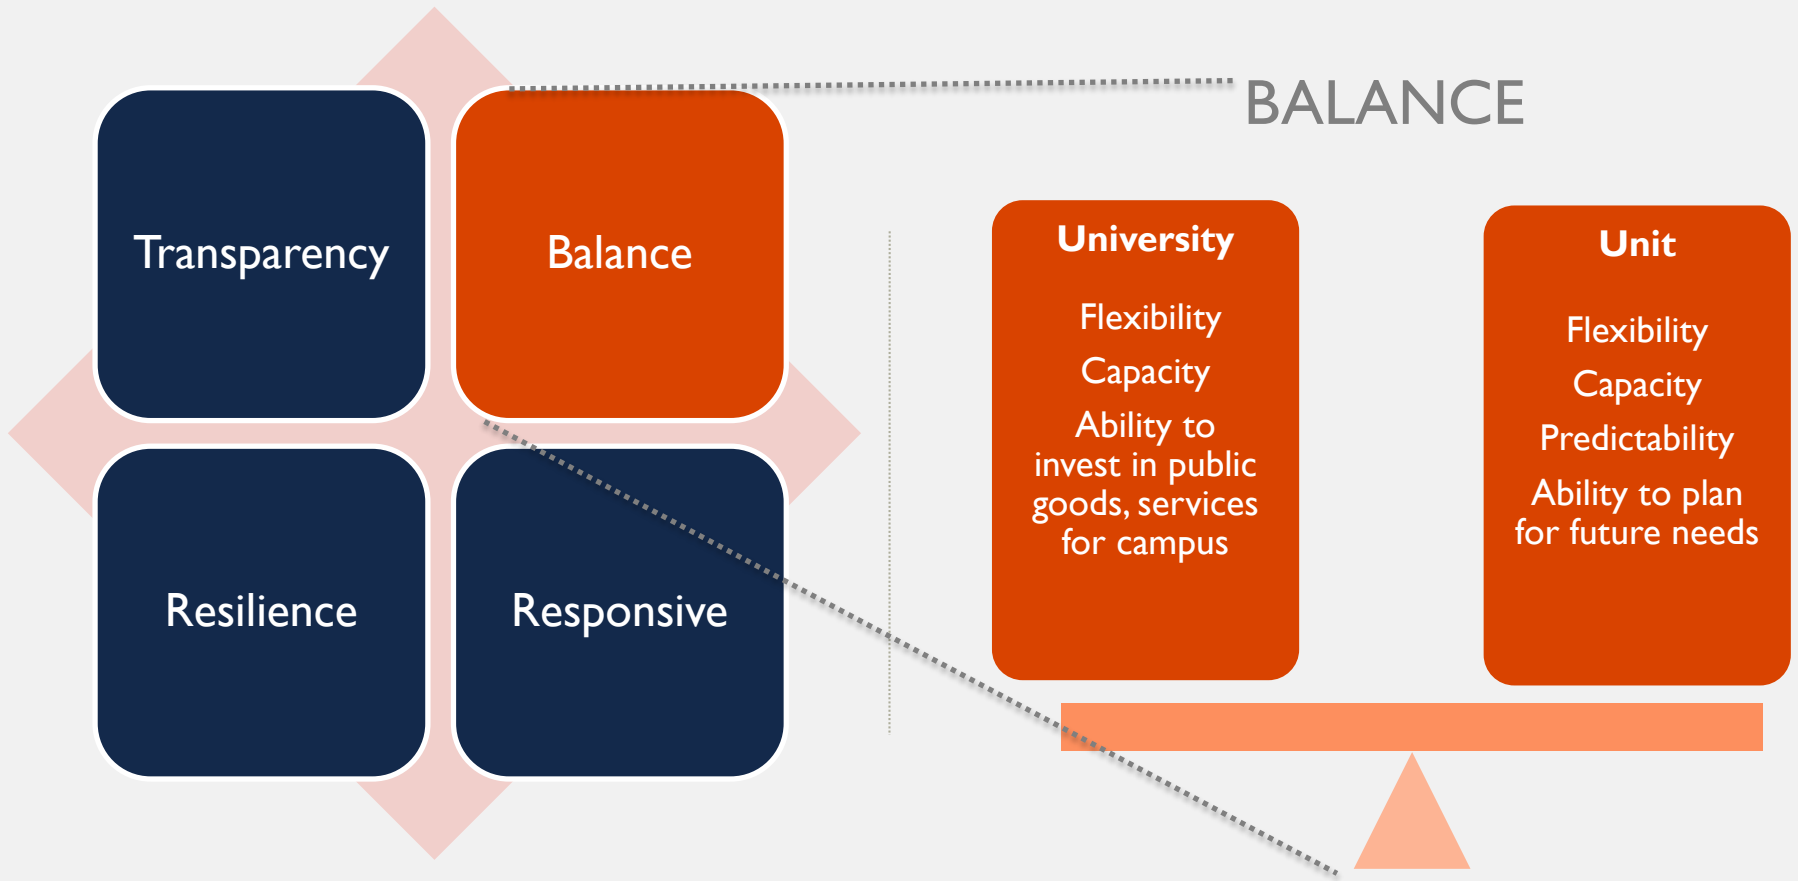 Transparency
Balance
Resilience
Responsive
BALANCE
University
Flexibility
Capacity
Ability to
invest in public
goods, services
for campus
Unit
Flexibility
Capacity
Predictability
Ability to plan
for future needs